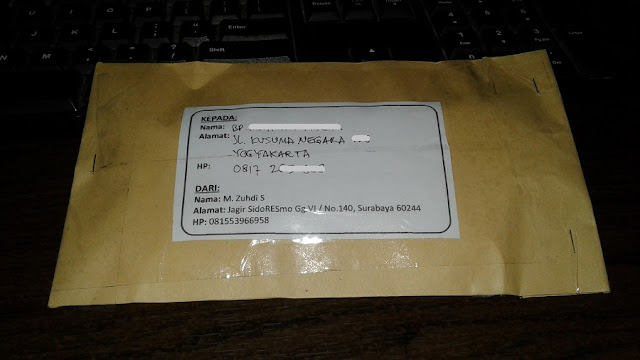 KEPADA:
Nama: BP
Alamat: JL. KUSUMA NEGARA
YOGYAKARTA
HP: 0817
DARI:
Nama: M. Zuhdi S
Alamat: Jagir SidoRESmo Gg VI / No.140, Surabaya 60244
HP: 081553966958